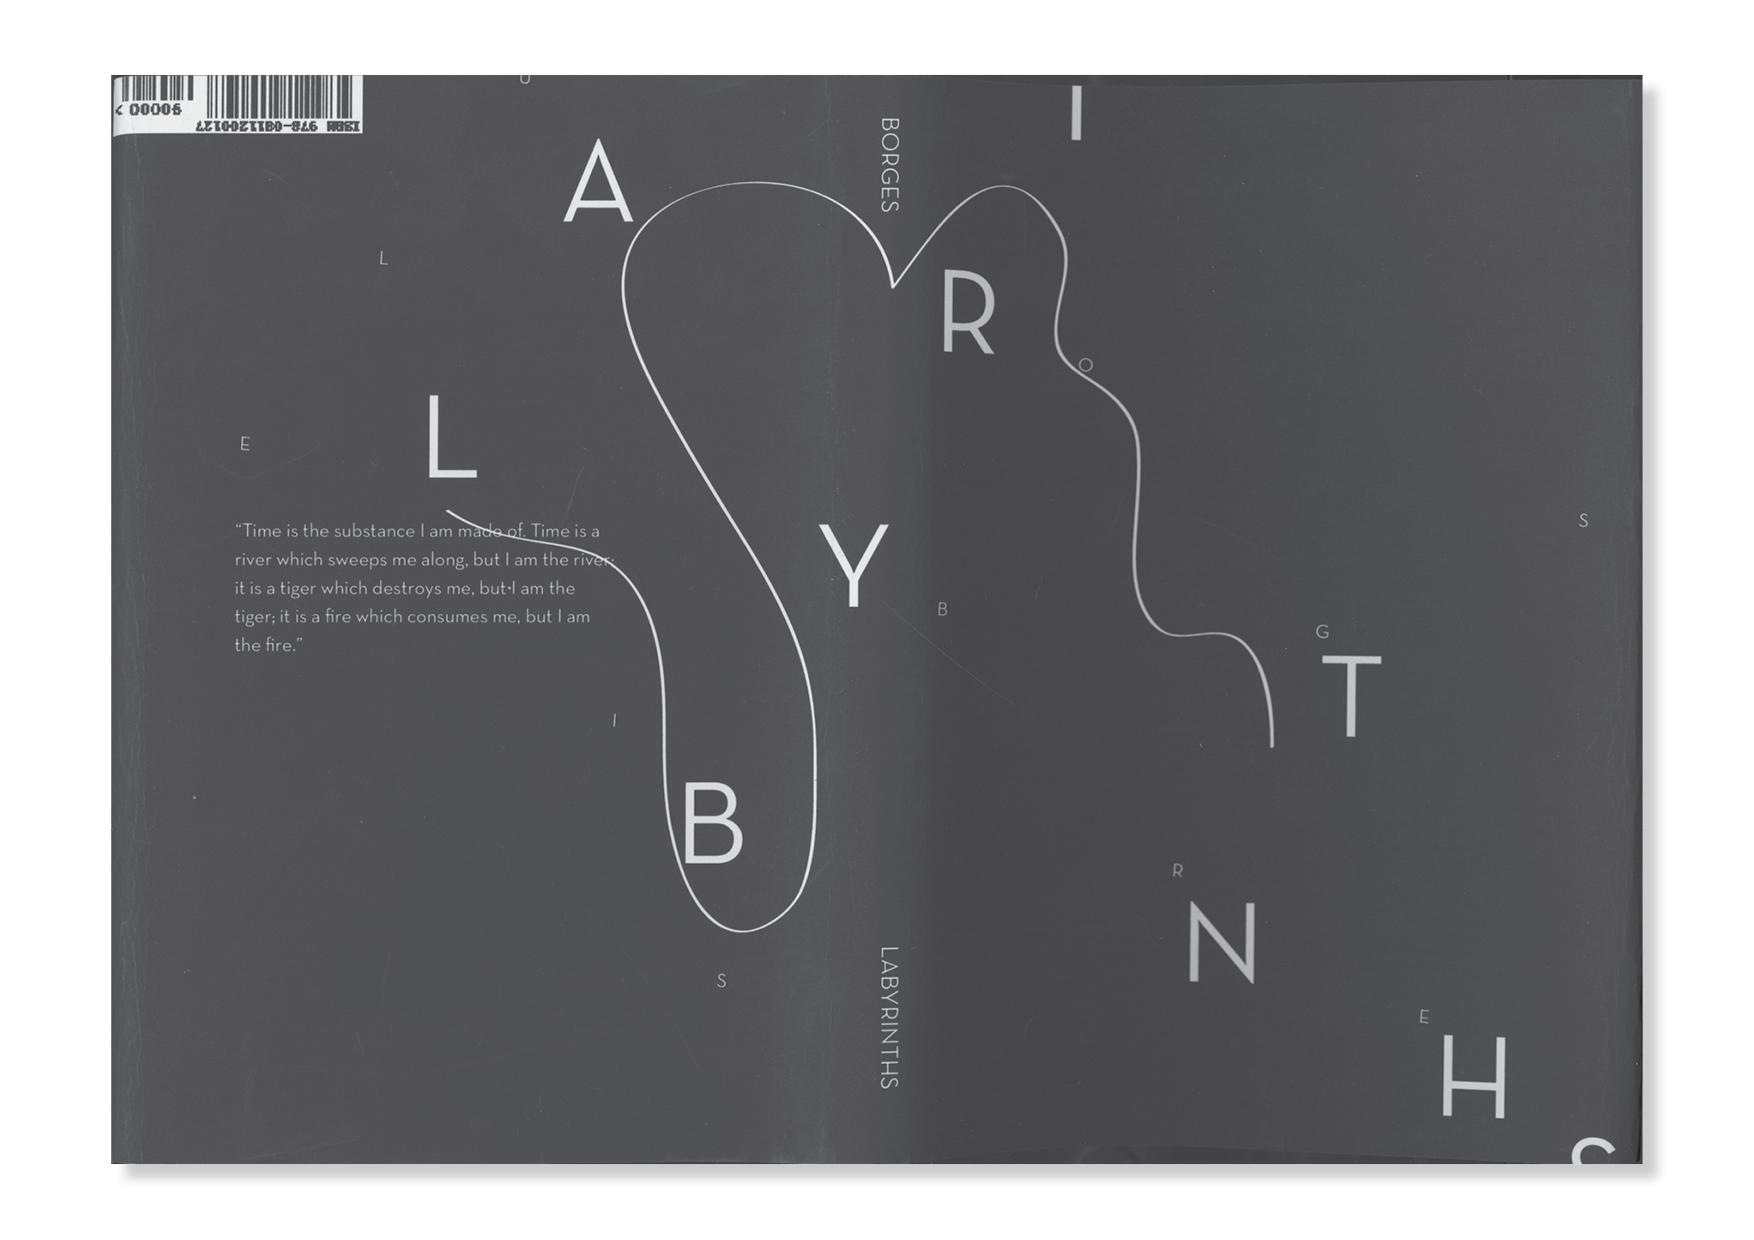 90000 >
ISBN 978-0811200127
L
A
B
Y
R
I
N
T
H
S
E
L
U
I
S
B
O
R
G
E
S
BORGES
LABYRINTHS
“Time is the substance I am made of. Time is a
river which sweeps me along, but I am the river;
it is a tiger which destroys me, but I am the
tiger; it is a fire which consumes me, but I am
the fire.”